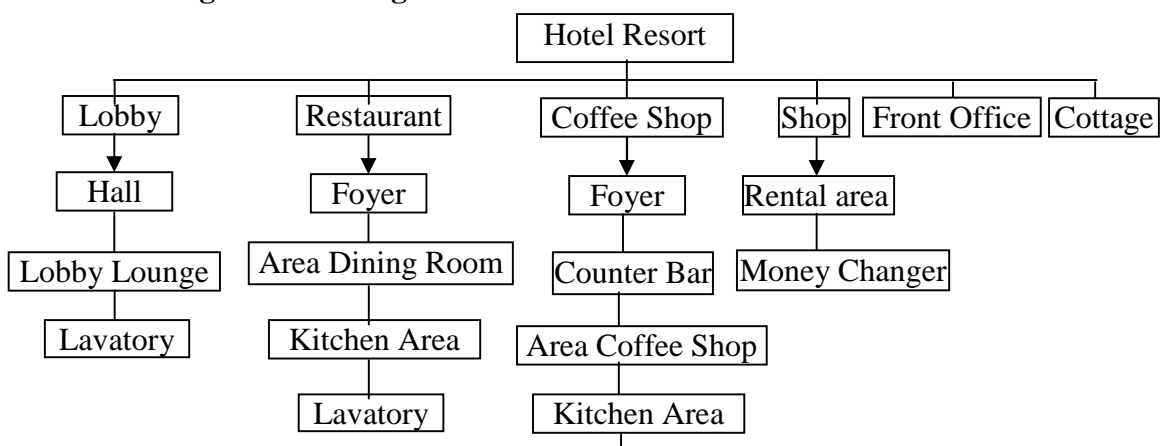 Hotel Resort
Lobby Restaurant Coffee Shop Shop Front Office Cottage
Hall Foyer Foyer Rental area
Lobby Lounge Area Dining Room Counter Bar Money Changer
Lavatory Kitchen Area Area Coffee Shop
Lavatory Kitchen Area